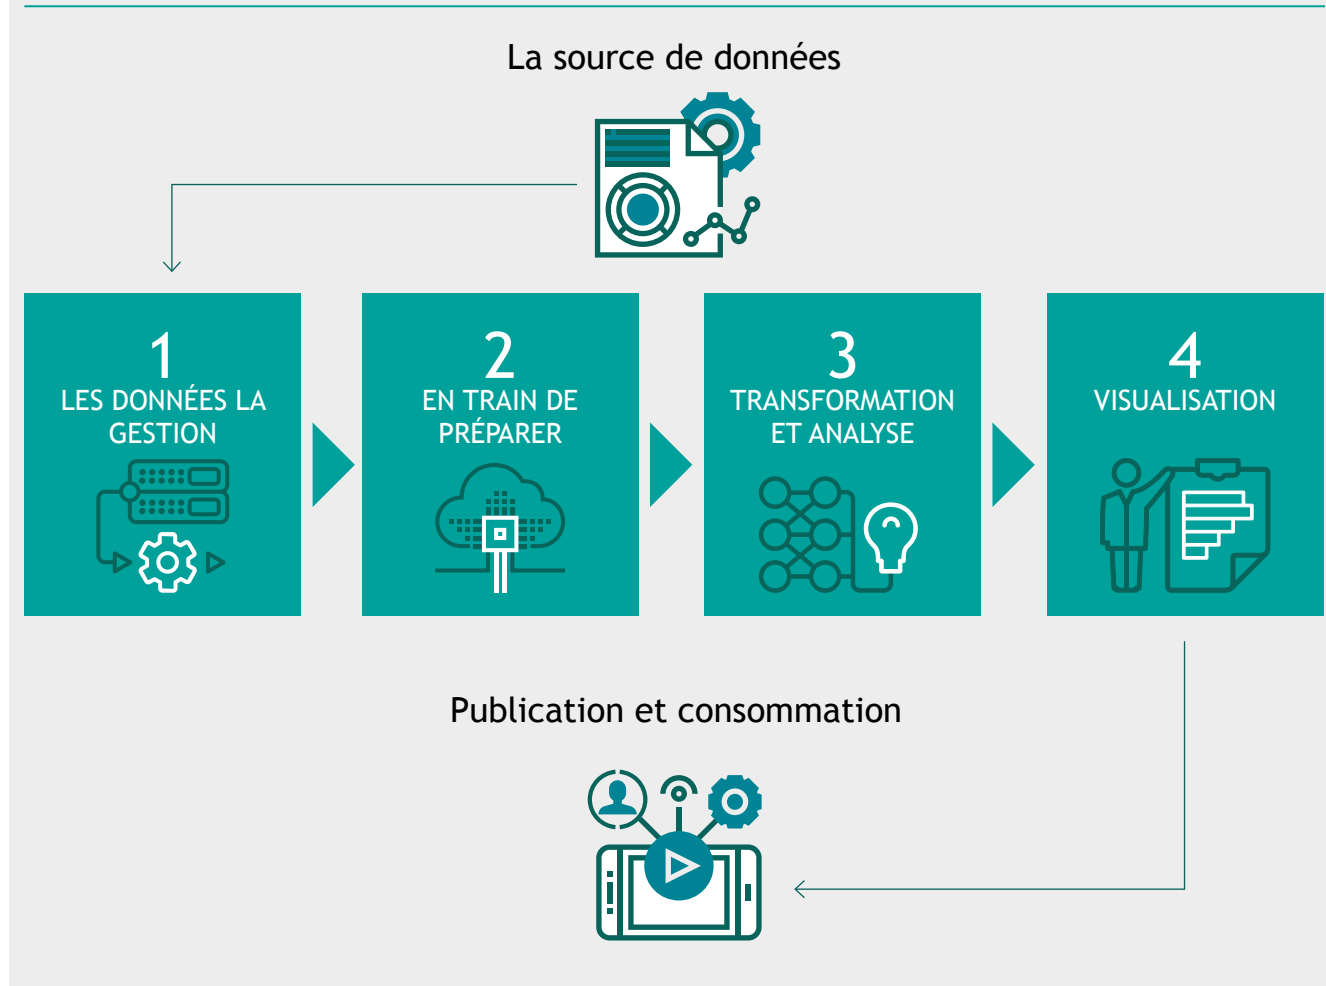 La source de données
1
LES DONNÉES LA
GESTION
2
EN TRAIN DE
PRÉPARER
3
TRANSFORMATION
ET ANALYSE
4
VISUALISATION
Publication et consommation